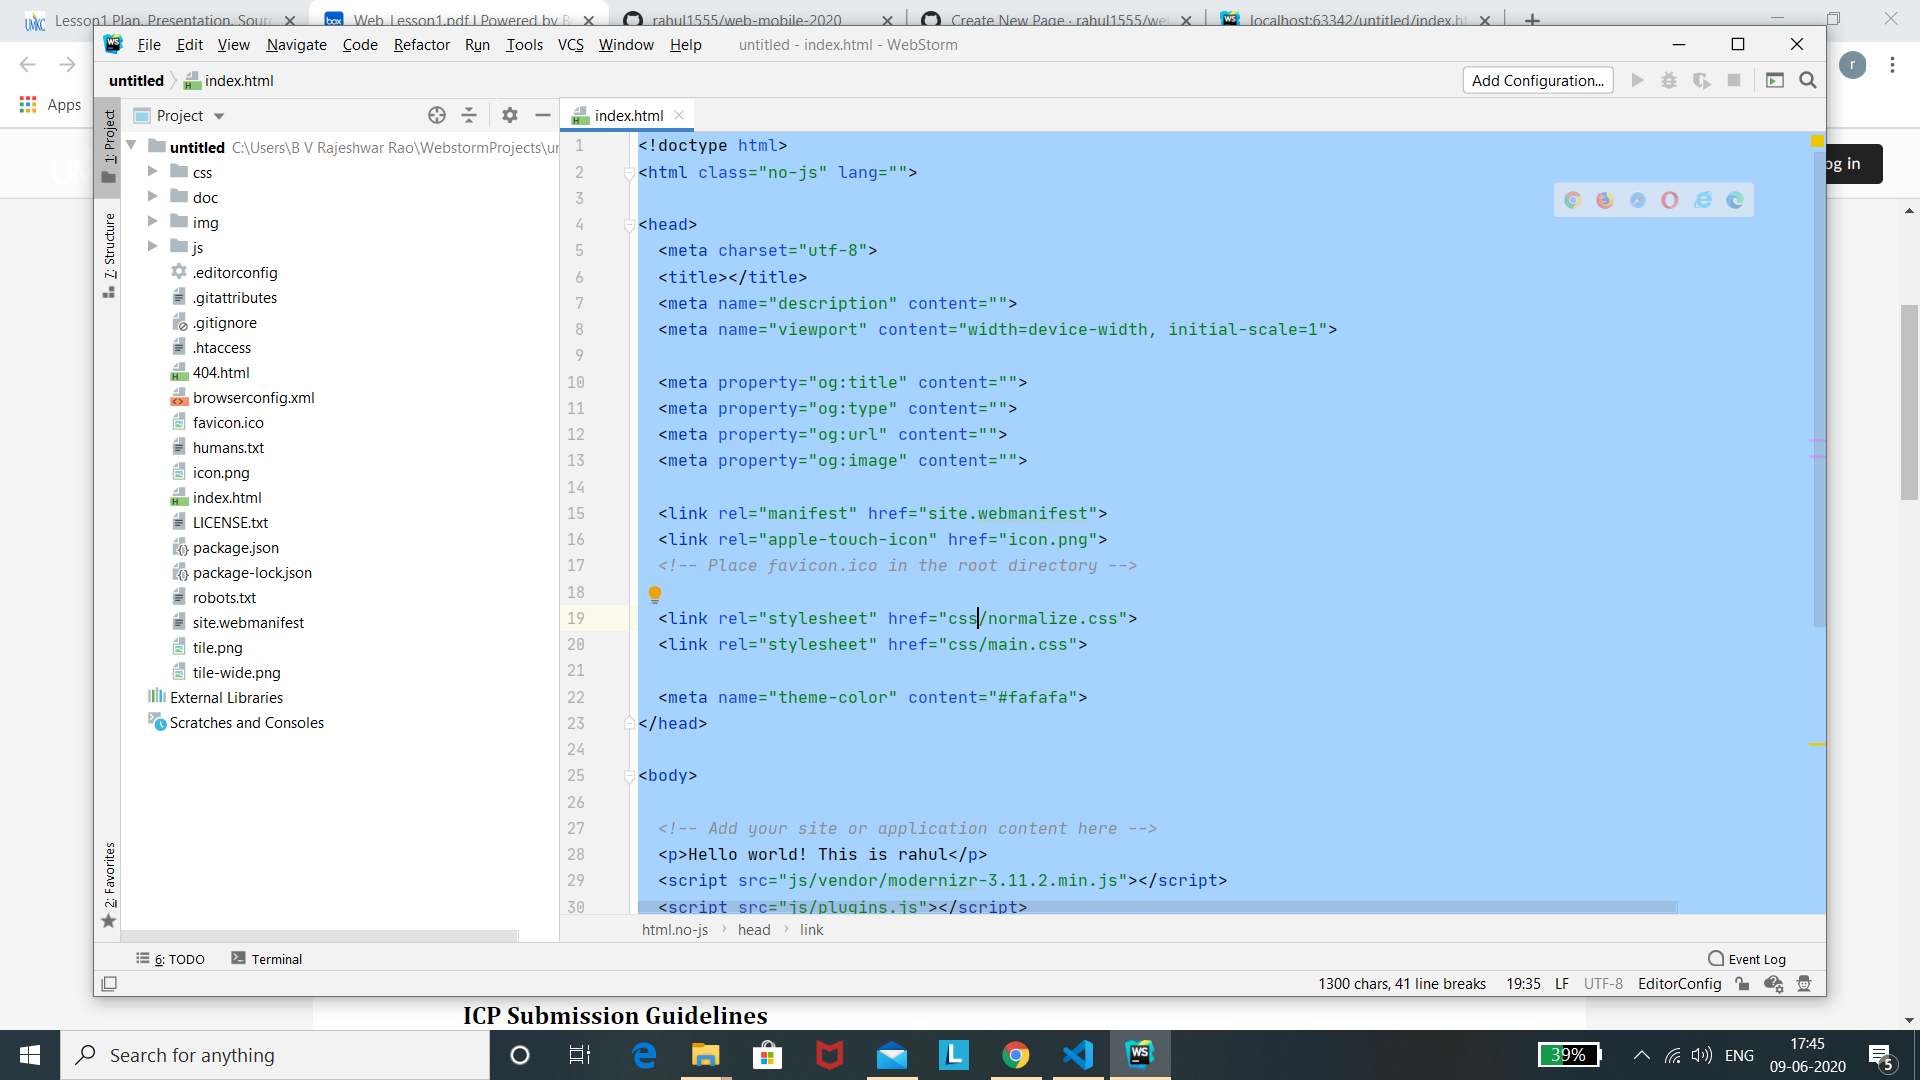 Lesson1 Plan, Presentation, Sour
Web_Lesson1.pdf | Powered by B
rahul1555/web-mobile-2020
Create New Page · rahul1555/we
localhost:63342/untitled/index.ht
File Edit View Navigate Code Refactor Run Tools VCS Window Help untitled - index.html - WebStorm
untitled index.html Add Configuration...
Apps
r
og in
1: Project
7: Structure
2: Favorites
Project
untitled C:\Users\B V Rajeshwar Rao\WebstormProjects\ur
css
doc
img
js
.editorconfig
.gitattributes
.gitignore
.htaccess
404.html
browserconfig.xml
favicon.ico
humans.txt
icon.png
index.html
LICENSE.txt
package.json
package-lock.json
robots.txt
site.webmanifest
tile.png
tile-wide.png
External Libraries
Scratches and Consoles
index.html
1 <!doctype html>
2 <html class="no-js" lang="">
3
4 <head>
5 <meta charset="utf-8">
6 <title></title>
7 <meta name="description" content="">
8 <meta name="viewport" content="width=device-width, initial-scale=1">
9
10 <meta property="og:title" content="">
11 <meta property="og:type" content="">
12 <meta property="og:url" content="">
13 <meta property="og:image" content="">
14
15 <link rel="manifest" href="site.webmanifest">
16 <link rel="apple-touch-icon" href="icon.png">
17 <!-- Place favicon.ico in the root directory -->
18
19 <link rel="stylesheet" href="css/normalize.css">
20 <link rel="stylesheet" href="css/main.css">
21
22 <meta name="theme-color" content="#fafafa">
23 </head>
24
25 <body>
26
27 <!-- Add your site or application content here -->
28 <p>Hello world! This is rahul</p>
29 <script src="js/vendor/modernizr-3.11.2.min.js"></script>
30 <script src="js/plugins.js"></script>
html.no-js head link
6: TODO Terminal Event Log
1300 chars, 41 line breaks 19:35 LF UTF-8 EditorConfig
ICP Submission Guidelines
Search for anything
39%
ENG
17:45
09-06-2020
5